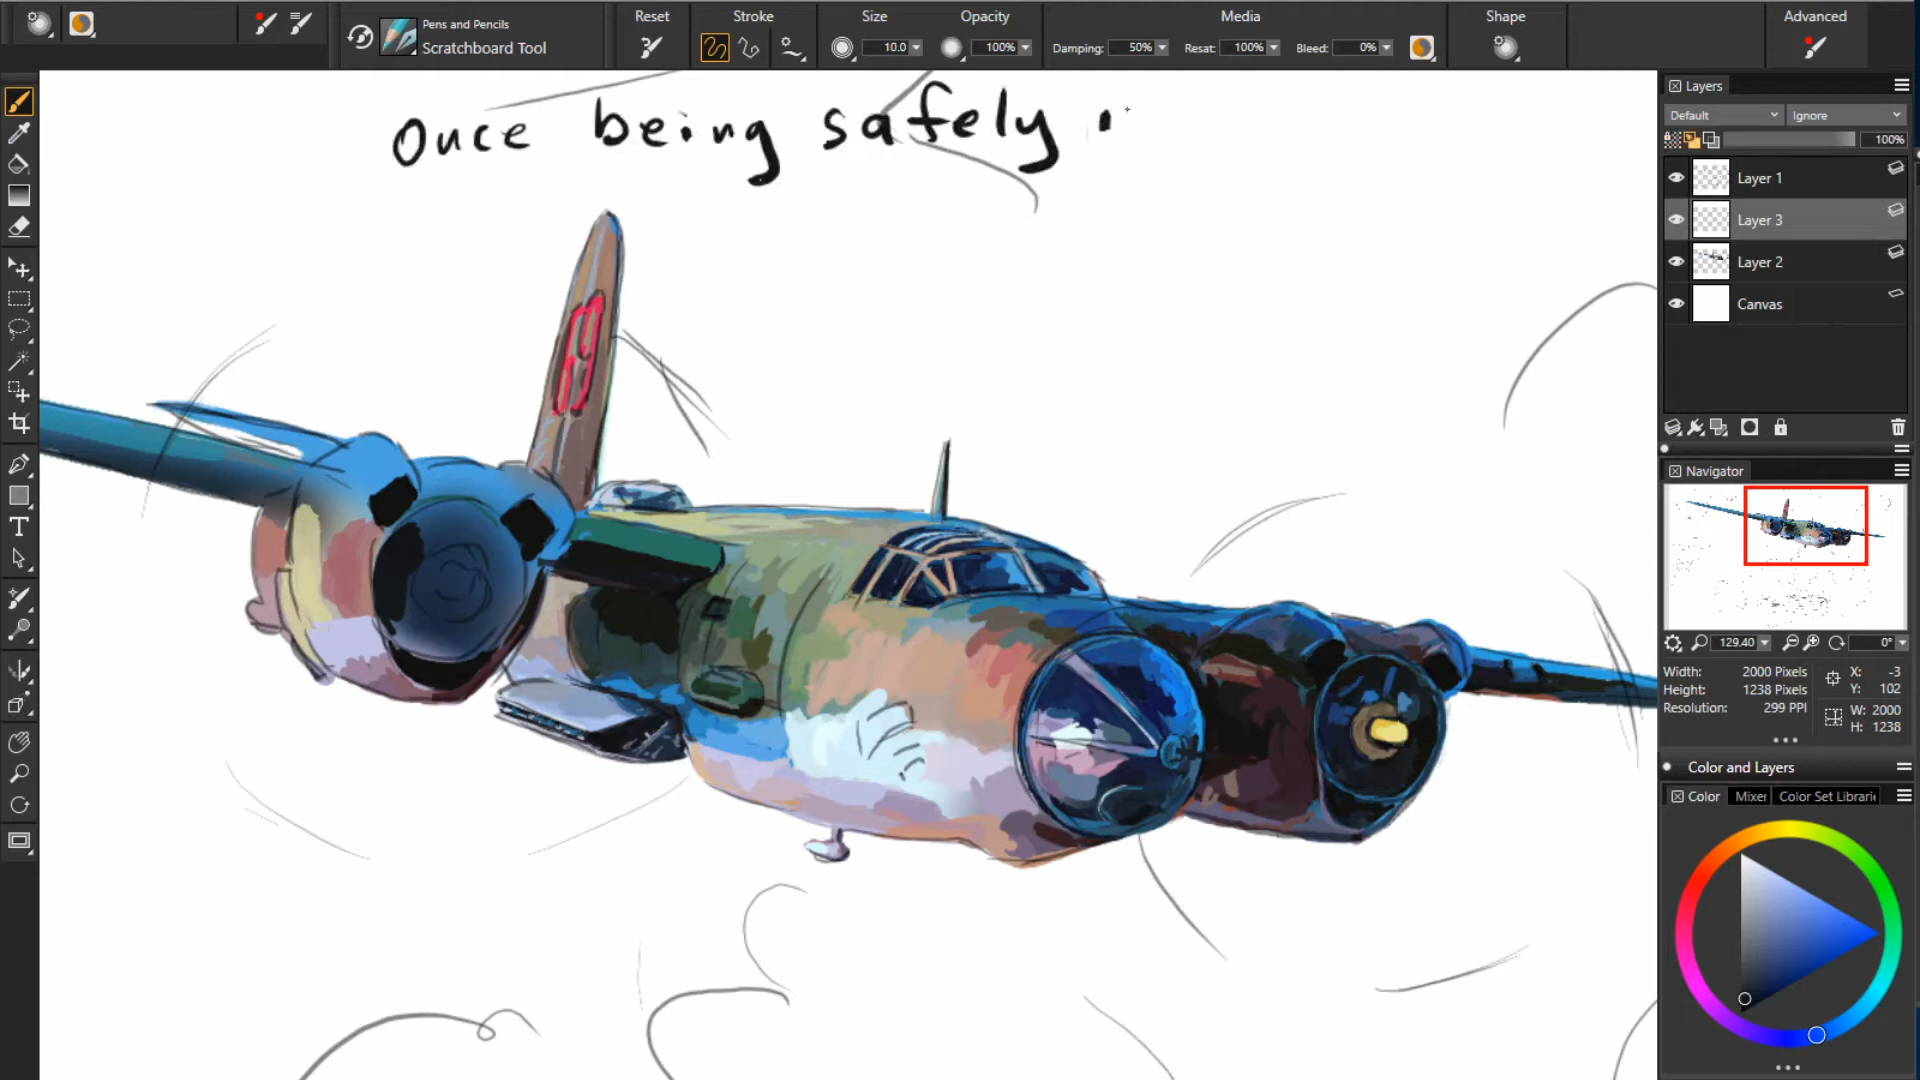 Reset
Stroke
Size
Opacity
Media
Shape
Advanced
Pens and Pencils
Scratchboard Tool
10.0
100%
Damping: 50%
Resat: 100%
Bleed: 0%
Once being safely
Layers
Default
Ignore
100%
Layer 1
Layer 3
Layer 2
Canvas
Navigator
129.40
0°
Width: 2000 Pixels
Height: 1238 Pixels
Resolution: 299 PPI
X: -3
Y: 102
W: 2000
H: 1238
Color and Layers
Color
Mixer
Color Set Librarie
T